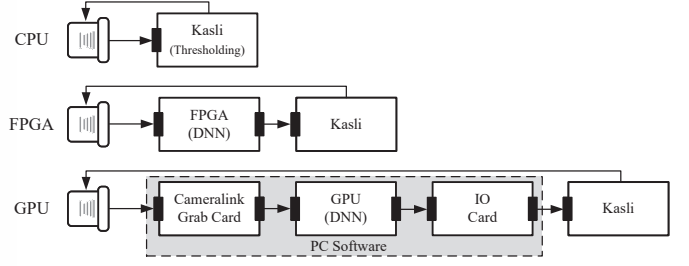 CPU
Kasli
(Thresholding)
FPGA
FPGA
(DNN)
Kasli
GPU
Cameralink
Grab Card
GPU
(DNN)
IO
Card
Kasli
PC Software